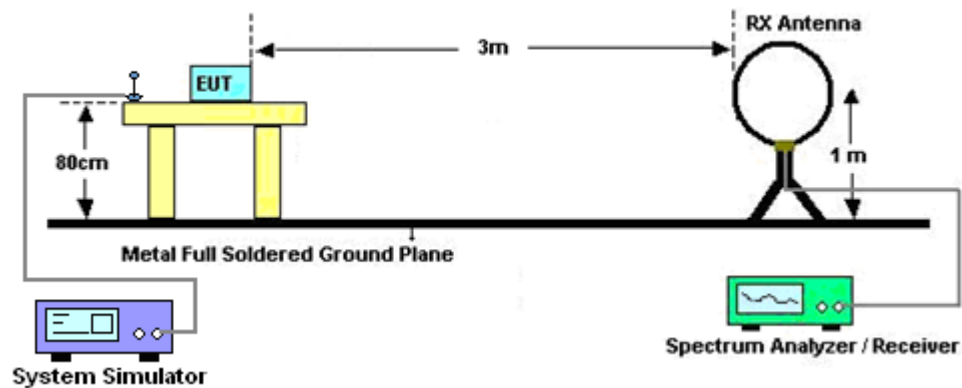 RX Antenna
3m
EUT
80cm
1 m
Metal Full Soldered Ground Plane
System Simulator
Spectrum Analyzer / Receiver